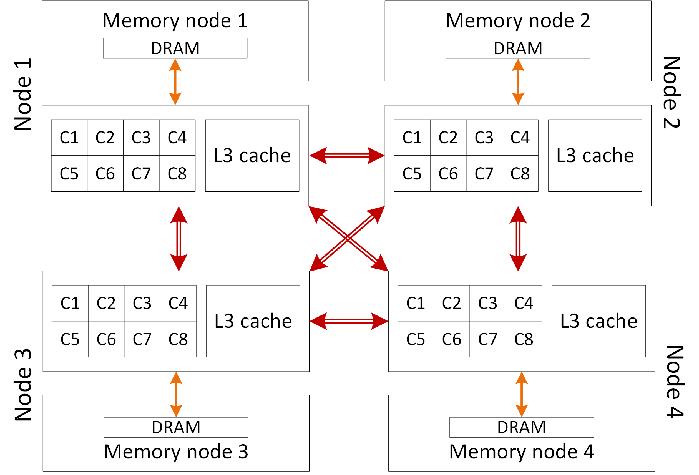 Memory node 1
DRAM
Node 1
C1 C2 C3 C4
C5 C6 C7 C8
L3 cache
Memory node 2
DRAM
Node 2
C1 C2 C3 C4
C5 C6 C7 C8
L3 cache
C1 C2 C3 C4
C5 C6 C7 C8
L3 cache
Node 3
DRAM
Memory node 3
C1 C2 C3 C4
C5 C6 C7 C8
L3 cache
Node 4
DRAM
Memory node 4